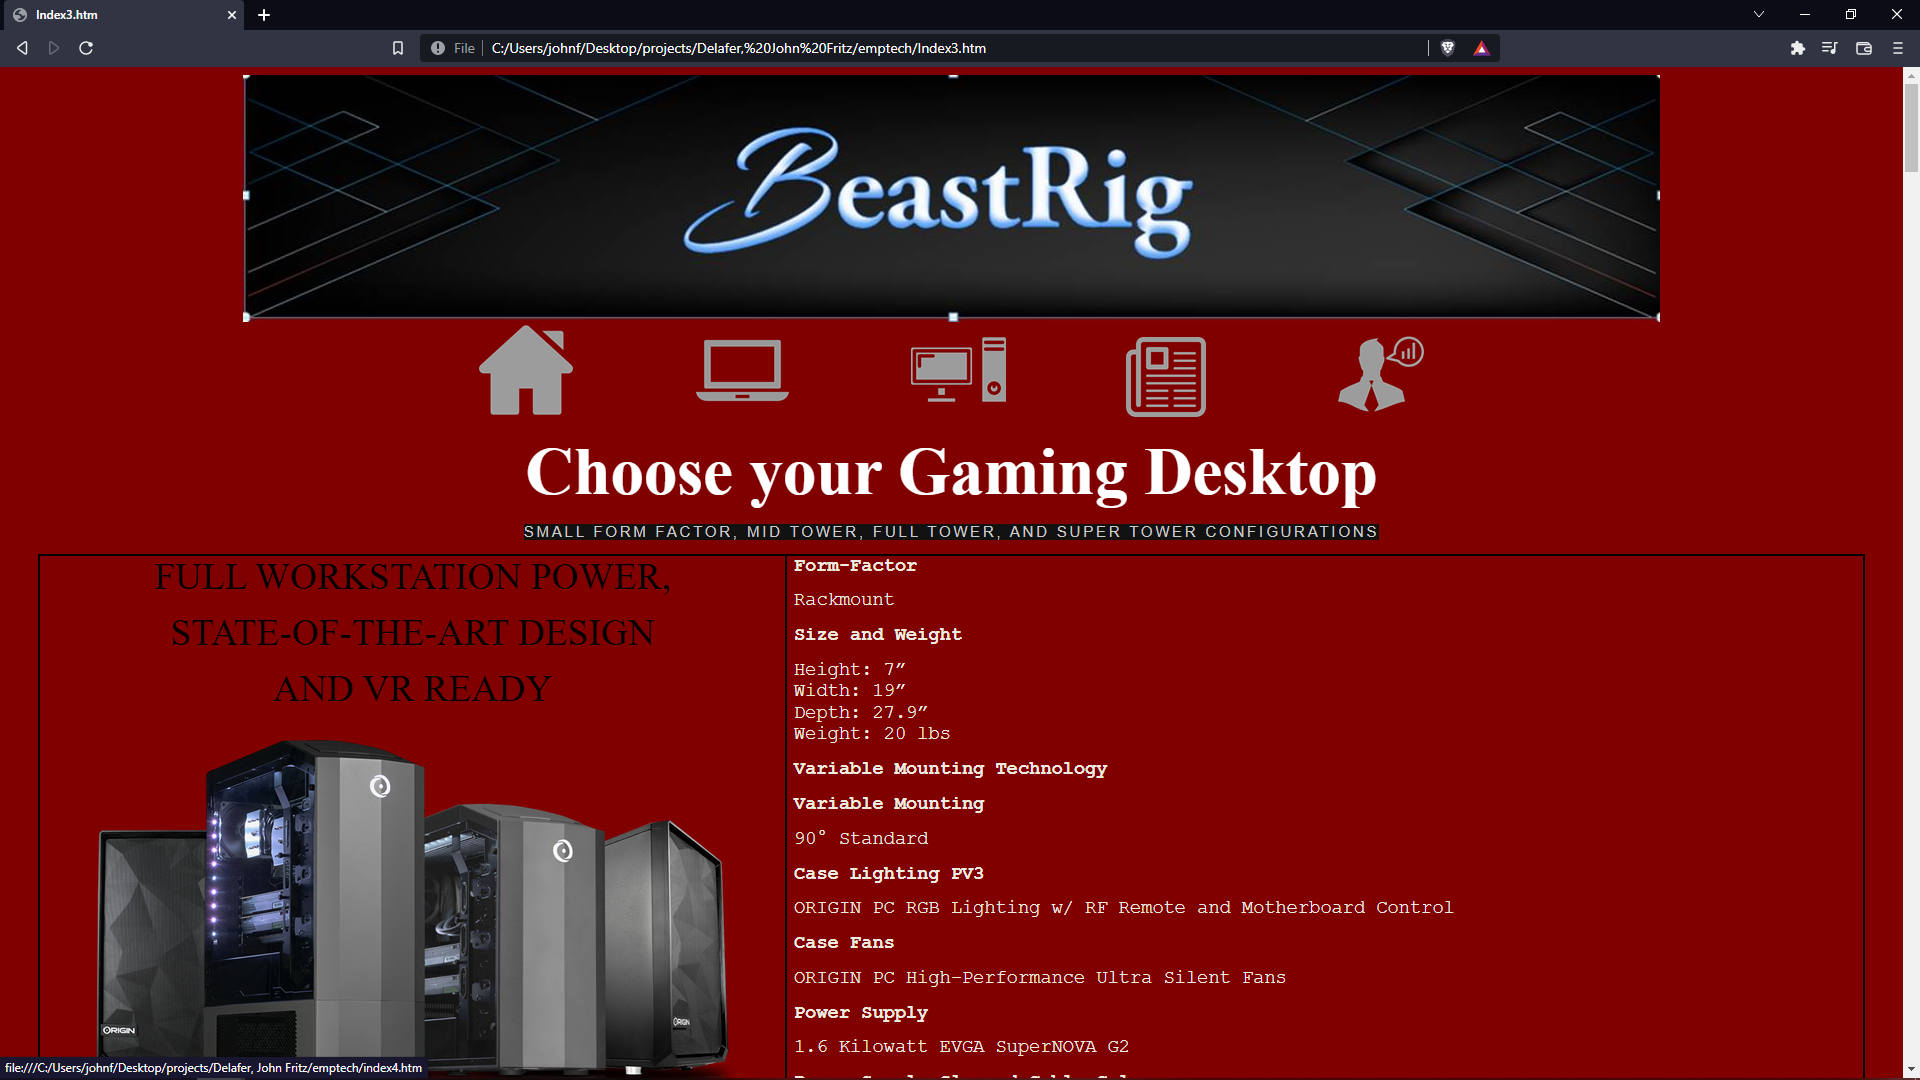 Index3.htm
File
C:/Users/johnf/Desktop/projects/Delafer,%20John%20Fritz/emptech/Index3.htm
BeastRig
Choose your Gaming Desktop
SMALL FORM FACTOR, MID TOWER, FULL TOWER, AND SUPER TOWER CONFIGURATIONS
FULL WORKSTATION POWER,
STATE-OF-THE-ART DESIGN
AND VR READY
ORIGIN
ORIGIN
Form-Factor
Rackmount
Size and Weight
Height: 7”
Width: 19”
Depth: 27.9”
Weight: 20 lbs
Variable Mounting Technology
Variable Mounting
90° Standard
Case Lighting PV3
ORIGIN PC RGB Lighting w/ RF Remote and Motherboard Control
Case Fans
ORIGIN PC High-Performance Ultra Silent Fans
Power Supply
1.6 Kilowatt EVGA SuperNOVA G2
file:///C:/Users/johnf/Desktop/projects/Delafer, John Fritz/emptech/index4.htm